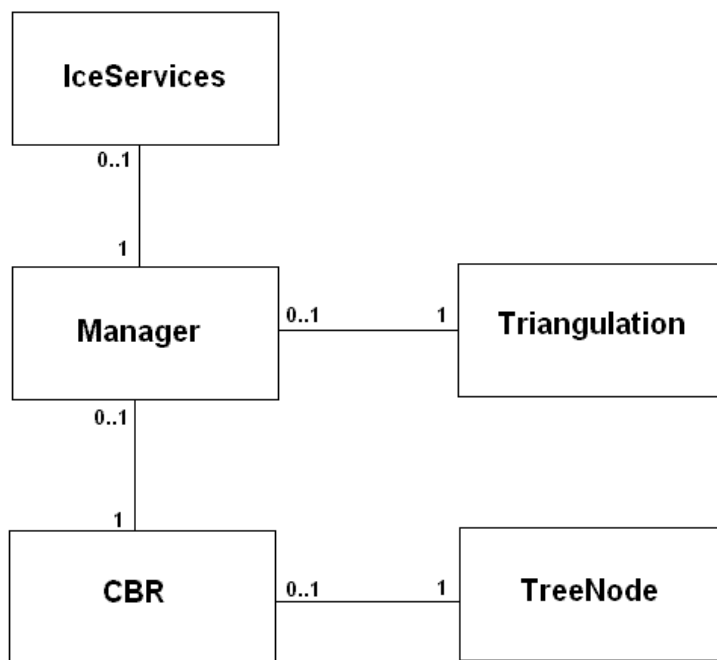 IceServices
0..1
1
Manager
0..1
1
Triangulation
0..1
1
CBR
0..1
1
TreeNode